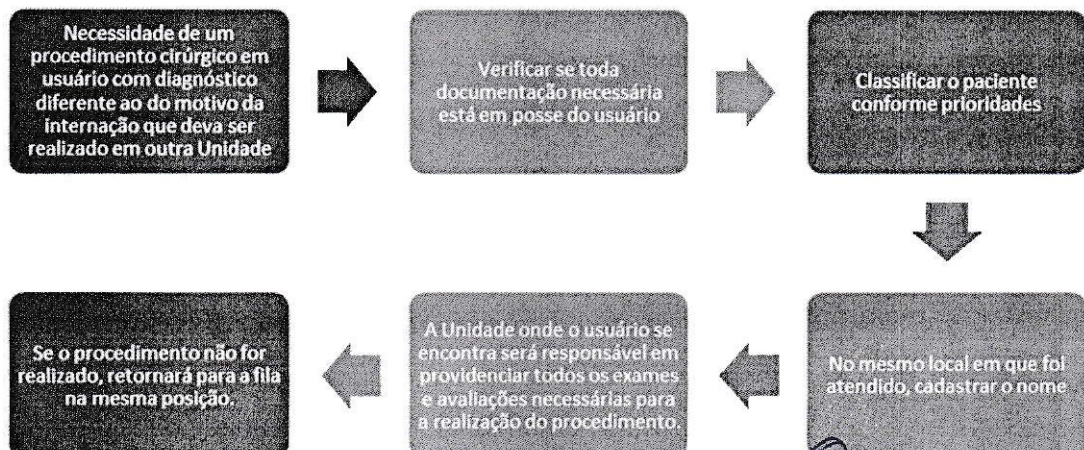 Necessidade de um
procedimento cirúrgico em
usuário com diagnóstico
diferente ao do motivo da
internação que deva ser
realizado em outra Unidade
Verificar se toda
documentação necessária
está em posse do usuário
Classificar o paciente
conforme prioridades
No mesmo local em que foi
atendido, cadastrar o nome
A Unidade onde o usuário se
encontra será responsável em
providenciar todos os exames
e avaliações necessárias para
a realização do procedimento.
Se o procedimento não for
realizado, retornará para a fila
na mesma posição.